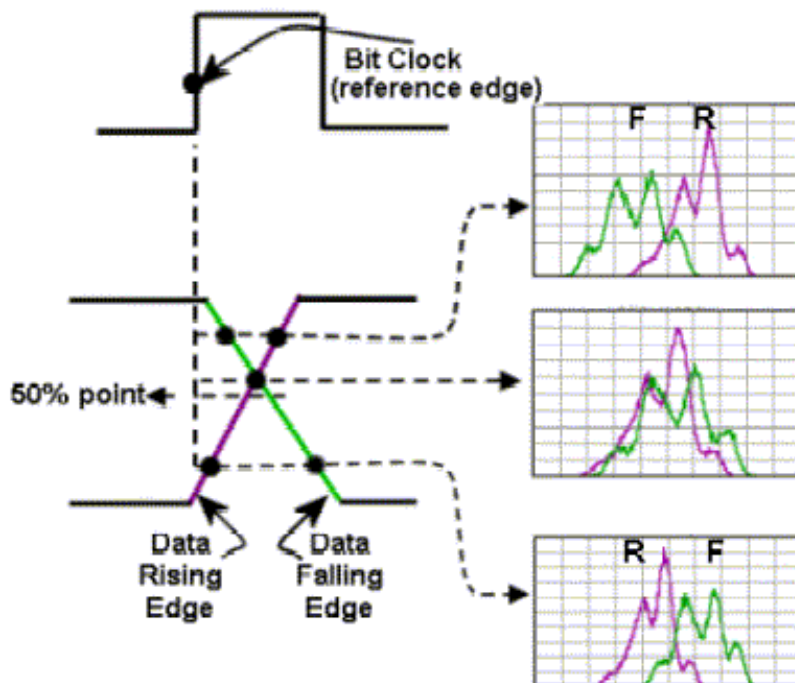 Bit Clock
(reference edge)
F R
50% point
Data
Rising
Edge
Data
Falling
Edge
R F